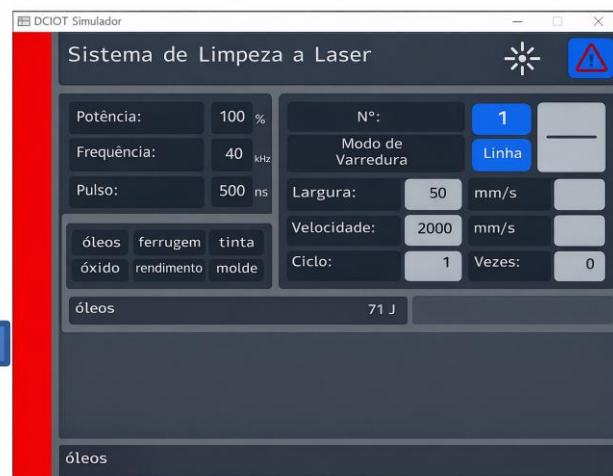 DCIOT Simulador
Sistema de Limpeza a Laser
Potência: 100 %
Frequência: 40 kHz
Pulso: 500 ns
óleos ferrugem tinta
óxido rendimento molde
Nº: 1
Modo de
Varredura
Linha
Largura: 50 mm/s
Velocidade: 2000 mm/s
Ciclo: 1 Vezes: 0
óleos 71 J
óleos